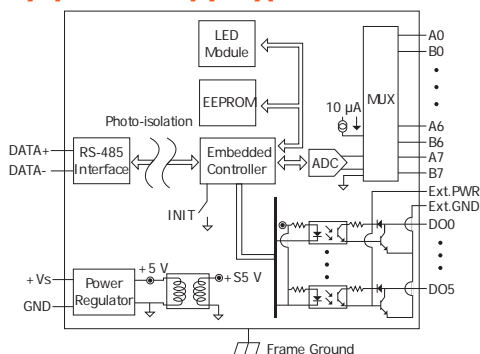 LED
Module
EEPROM
Photo-isolation
10 µA
MUX
A0
B0
A6
B6
A7
B7
DATA+
DATA-
RS-485
Interface
Embedded
Controller
ADC
INIT
Ext.PWR
Ext.GND
DO0
DO5
+Vs
GND
Power
Regulator
+5 V
+S5 V
Frame Ground